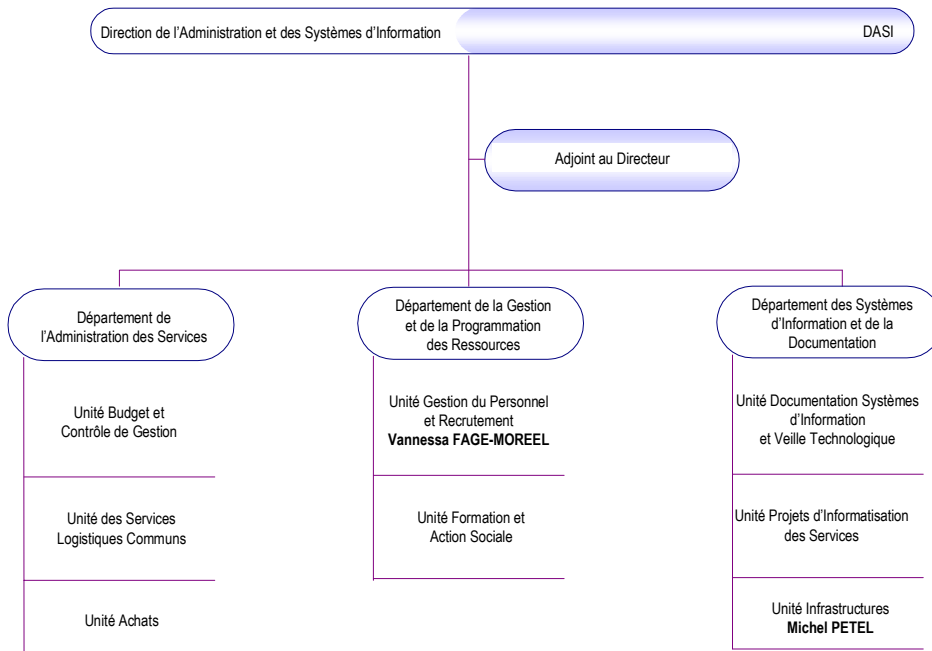 Direction de l'Administration et des Systèmes d'Information DASI
Adjoint au Directeur
Département de
l'Administration des Services
Unité Budget et
Contrôle de Gestion
Unité des Services
Logistiques Communs
Unité Achats
Département de la Gestion
et de la Programmation
des Ressources
Unité Gestion du Personnel
et Recrutement
Vannessa FAGE-MOREEL
Unité Formation et
Action Sociale
Département des Systèmes
d'Information et de la
Documentation
Unité Documentation Systèmes
d'Information
et Veille Technologique
Unité Projets d'Informatisation
des Services
Unité Infrastructures
Michel PETEL